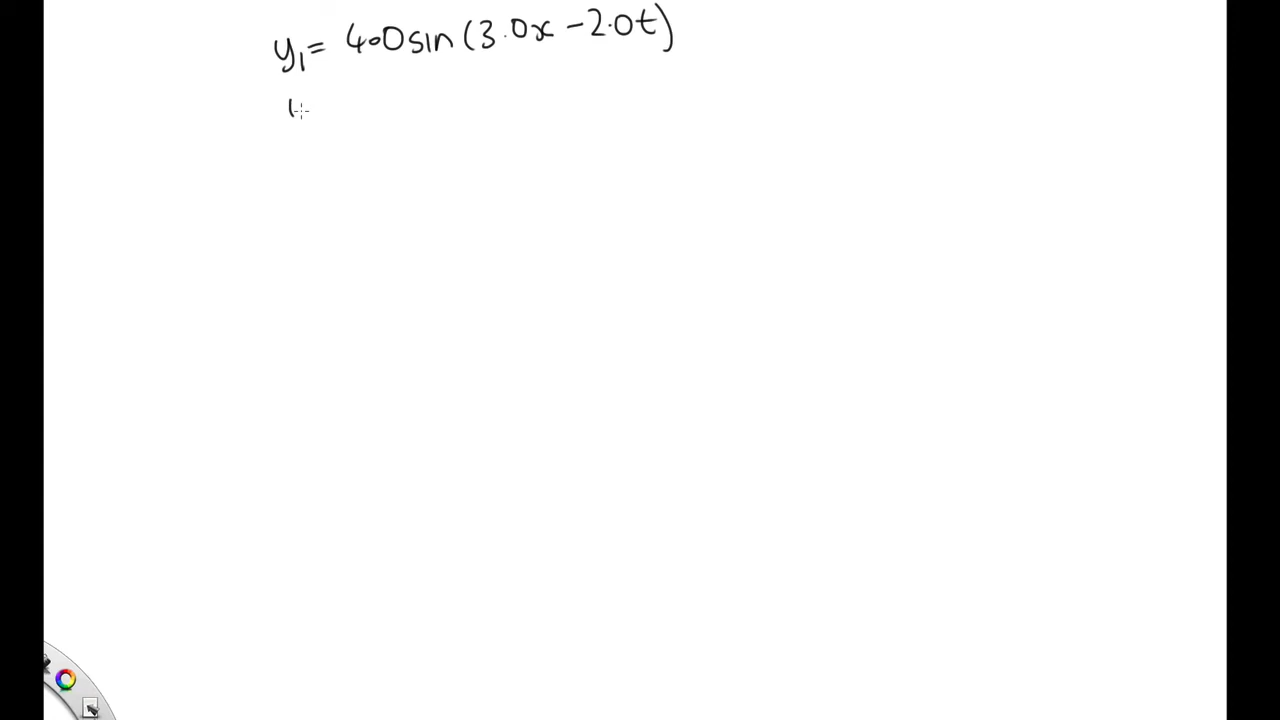 y₁ = 4.0 sin (3.0x − 2.0t)